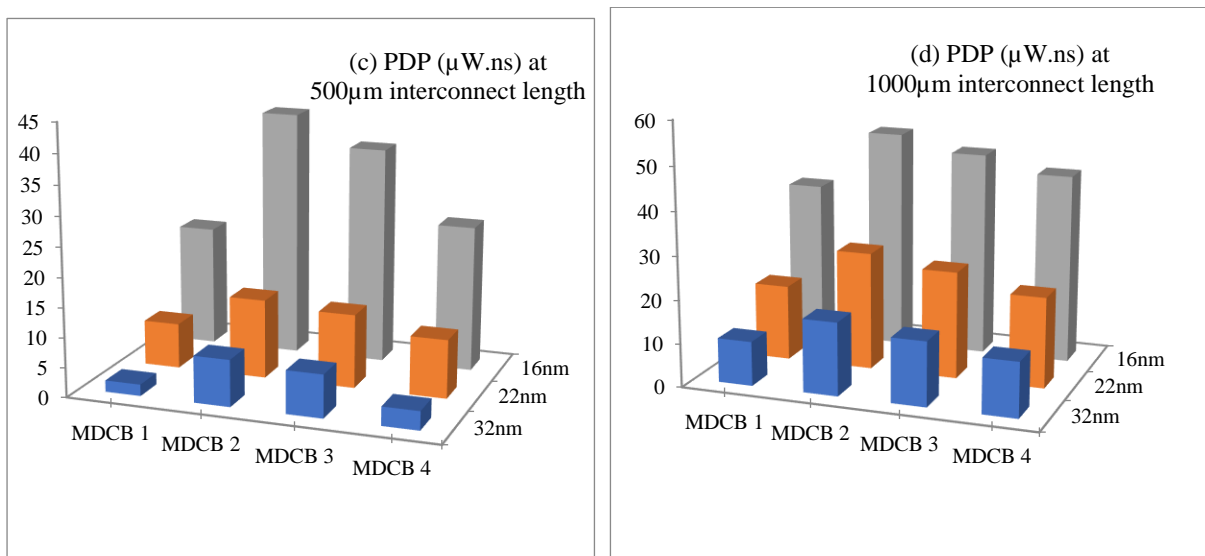 (c) PDP (µW.ns) at
500µm interconnect length
45
40
35
30
25
20
15
10
5
0
MDCB 1
MDCB 2
MDCB 3
MDCB 4
32nm
22nm
16nm
(d) PDP (µW.ns) at
1000µm interconnect length
60
50
40
30
20
10
0
MDCB 1
MDCB 2
MDCB 3
MDCB 4
32nm
22nm
16nm